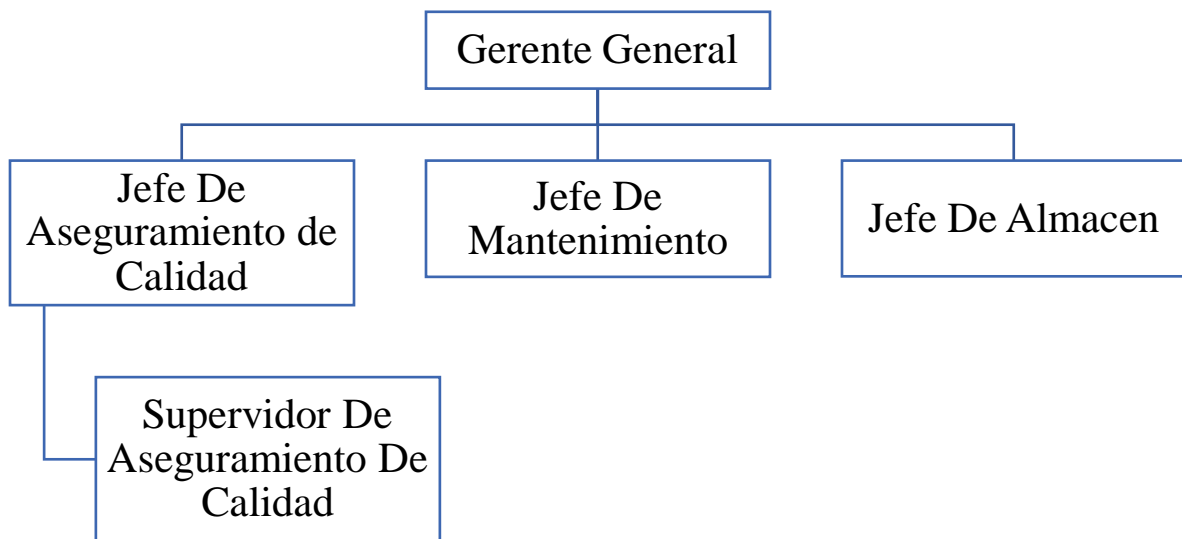 Gerente General
Jefe De
Aseguramiento de
Calidad
Jefe De
Mantenimiento
Jefe De Almacen
Supervidor De
Aseguramiento De
Calidad